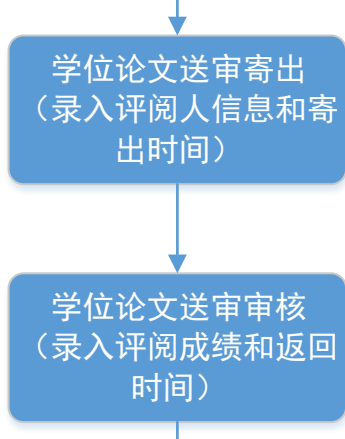 学位论文送审寄出
（录入评阅人信息和寄
出时间）
学位论文送审审核
（录入评阅成绩和返回
时间）